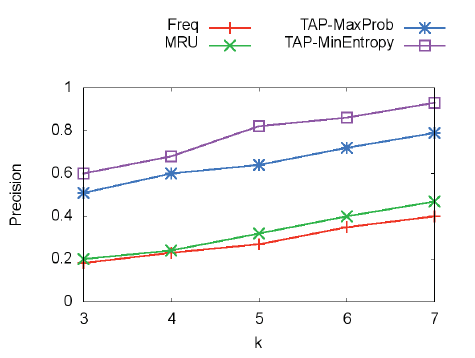 Freq
MRU
TAP-MaxProb
TAP-MinEntropy
1
0.8
0.6
0.4
0.2
0
Precision
3 4 5 6 7
k